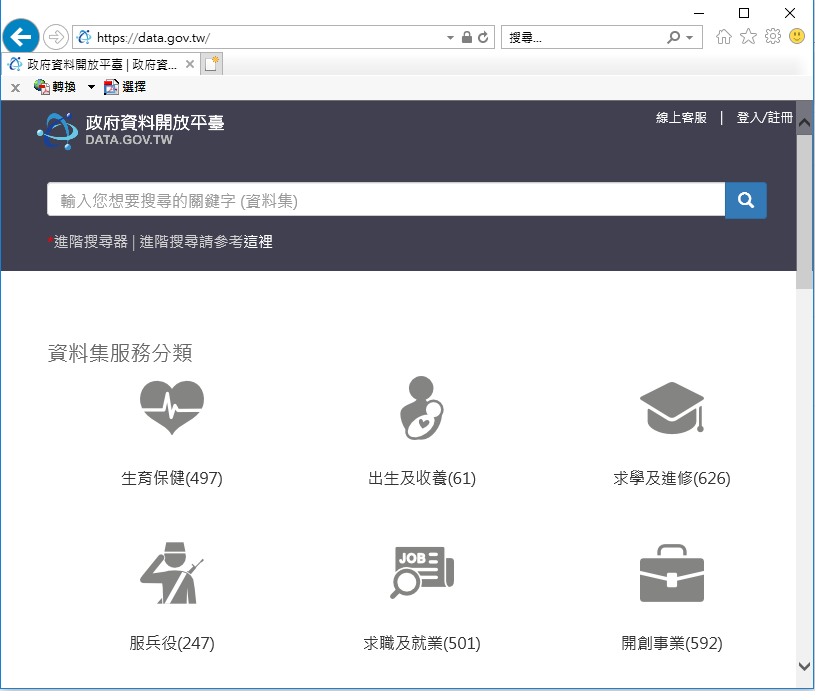 https://data.gov.tw/
搜尋...
政府資料開放平臺 | 政府資...
x 轉換 選擇
政府資料開放平臺
DATA.GOV.TW
線上客服 | 登入/註冊
輸入您想要搜尋的關鍵字 (資料集)
*進階搜尋器 | 進階搜尋請參考這裡
資料集服務分類
生育保健(497) 出生及收養(61) 求學及進修(626)
JOB
服兵役(247) 求職及就業(501) 開創事業(592)